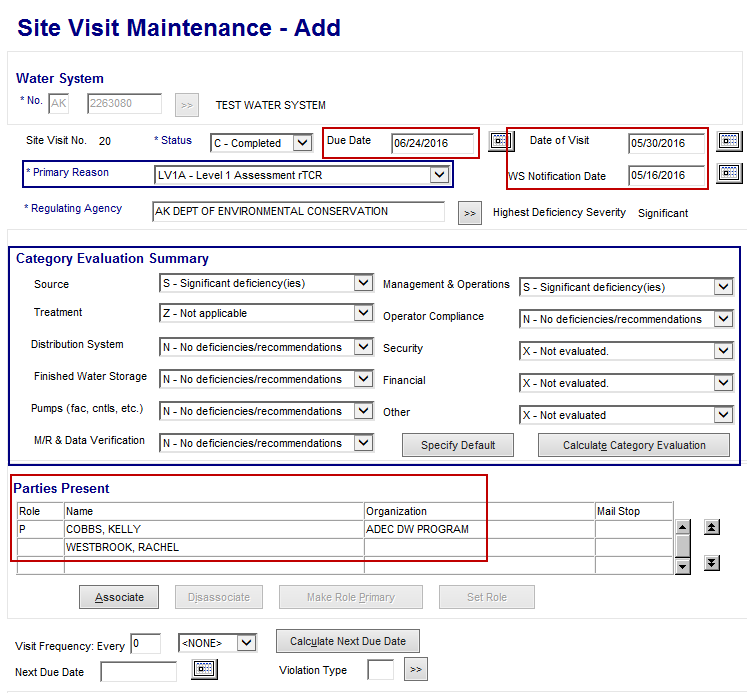 Site Visit Maintenance - Add
Water System
* No. AK 2263080 >> TEST WATER SYSTEM
Site Visit No. 20 * Status C - Completed Due Date 06/24/2016 Date of Visit 05/30/2016
* Primary Reason LV1A - Level 1 Assessment rTCR WS Notification Date 05/16/2016
* Regulating Agency AK DEPT OF ENVIRONMENTAL CONSERVATION >> Highest Deficiency Severity Significant
Category Evaluation Summary
Source S - Significant deficiency(ies) Management & Operations S - Significant deficiency(ies)
Treatment Z - Not applicable Operator Compliance N - No deficiencies/recommendations
Distribution System N - No deficiencies/recommendations Security X - Not evaluated.
Finished Water Storage N - No deficiencies/recommendations Financial X - Not evaluated.
Pumps (fac, cntls, etc.) N - No deficiencies/recommendations Other X - Not evaluated
M/R & Data Verification N - No deficiencies/recommendations Specify Default Calculate Category Evaluation
Parties Present
Role Name Organization Mail Stop
P COBBS, KELLY ADEC DW PROGRAM
WESTBROOK, RACHEL
Associate Disassociate Make Role Primary Set Role
Visit Frequency: Every 0 <NONE> Calculate Next Due Date
Next Due Date Violation Type >>